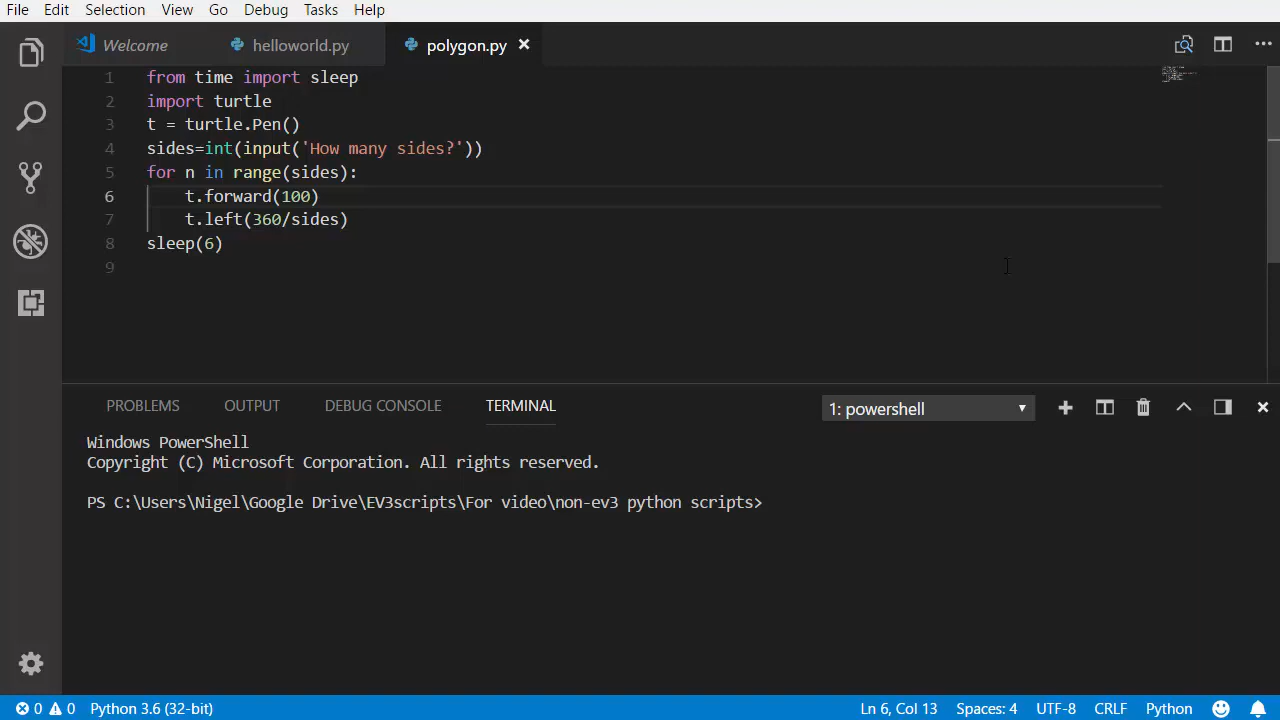 File Edit Selection View Go Debug Tasks Help
Welcome helloworld.py polygon.py
1 from time import sleep
2 import turtle
3 t = turtle.Pen()
4 sides=int(input('How many sides?'))
5 for n in range(sides):
6 t.forward(100)
7 t.left(360/sides)
8 sleep(6)
9
PROBLEMS OUTPUT DEBUG CONSOLE TERMINAL 1: powershell
Windows PowerShell
Copyright (C) Microsoft Corporation. All rights reserved.
PS C:\Users\Nigel\Google Drive\EV3scripts\For video\non-ev3 python scripts>
0 0 Python 3.6 (32-bit) Ln 6, Col 13 Spaces: 4 UTF-8 CRLF Python